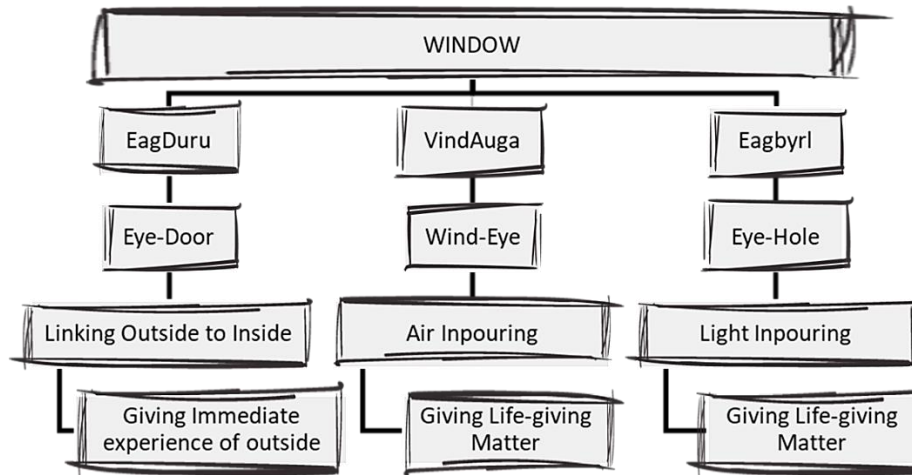 WINDOW
EagDuru
VindAuga
Eagbyrl
Eye-Door
Wind-Eye
Eye-Hole
Linking Outside to Inside
Air Inpouring
Light Inpouring
Giving Immediate
experience of outside
Giving Life-giving
Matter
Giving Life-giving
Matter